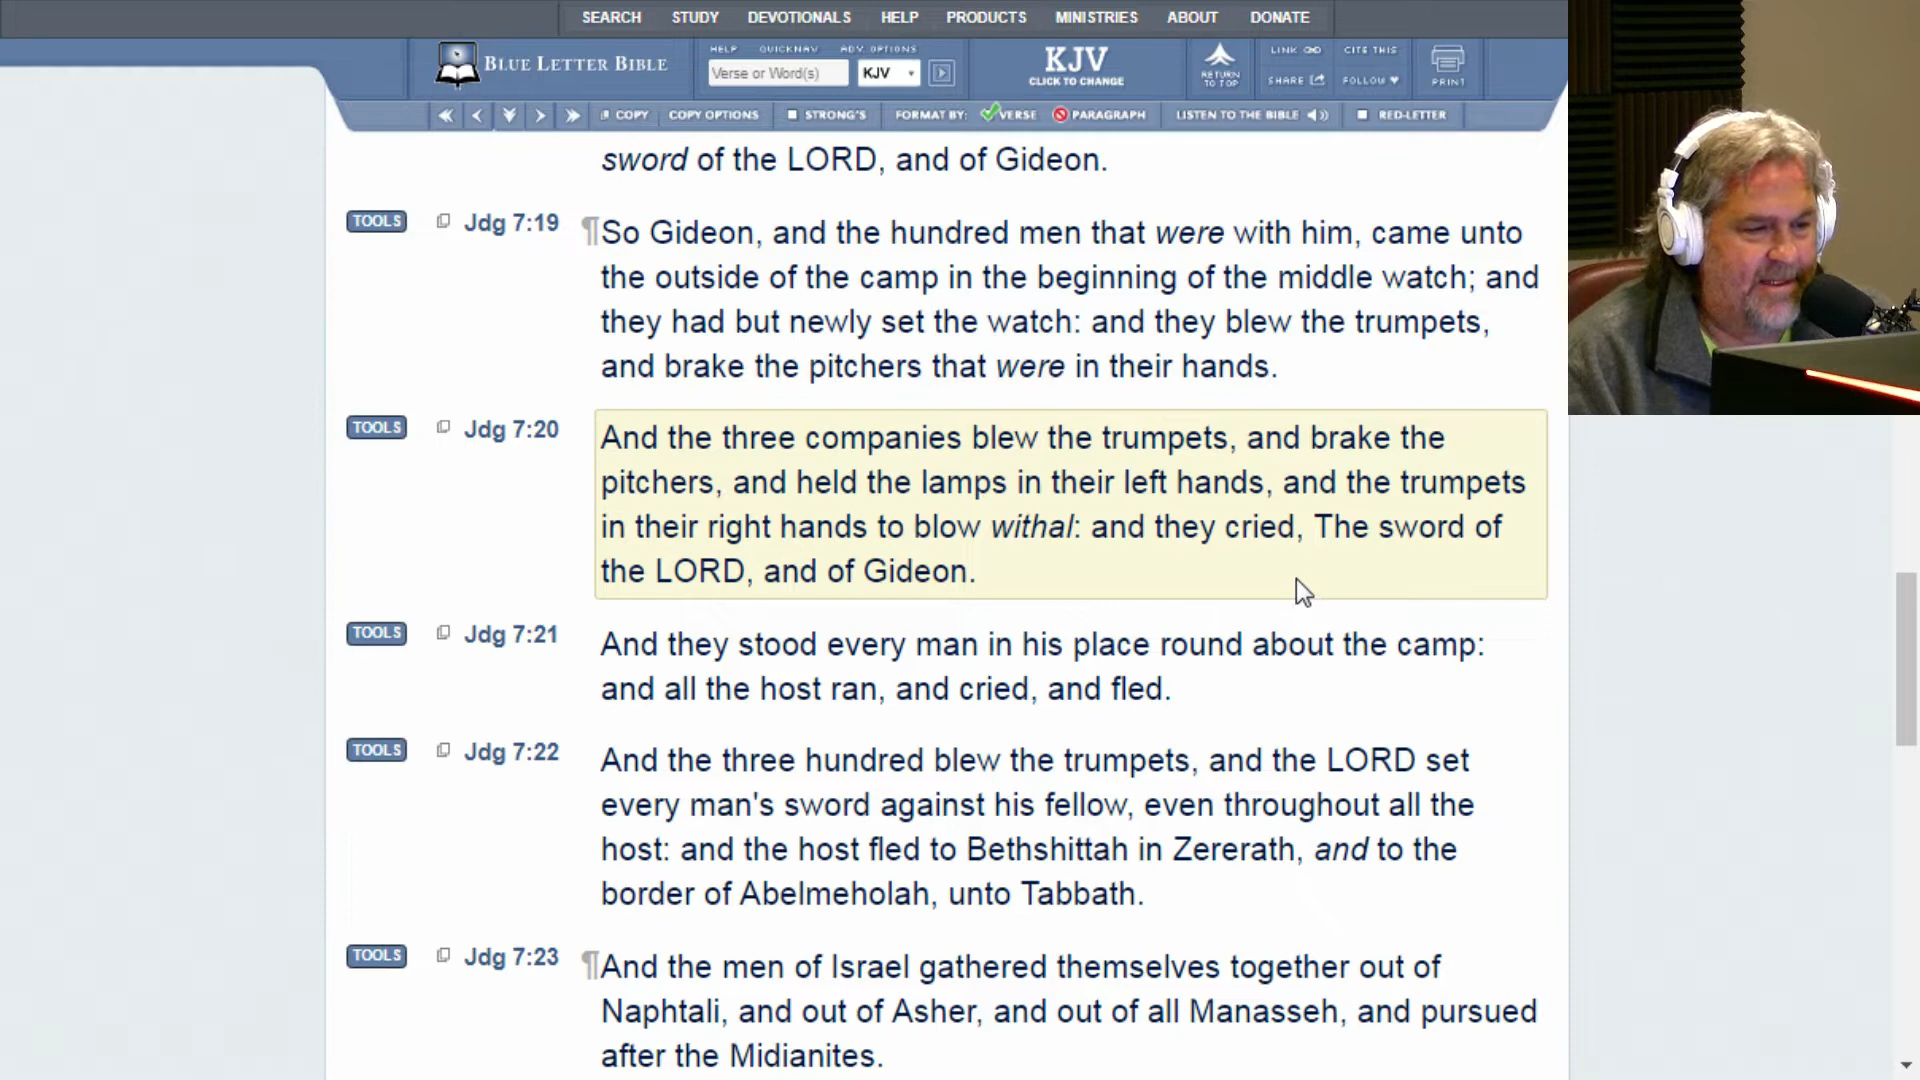 SEARCH STUDY DEVOTIONALS HELP PRODUCTS MINISTRIES ABOUT DONATE
BLUE LETTER BIBLE
HELP QUICKNAV ADV. OPTIONS
Verse or Word(s) KJV
KJV
CLICK TO CHANGE
RETURN
TO TOP
LINK CITE THIS
SHARE FOLLOW
PRINT
COPY COPY OPTIONS STRONG'S FORMAT BY: VERSE PARAGRAPH LISTEN TO THE BIBLE RED-LETTER
sword of the LORD, and of Gideon.
TOOLS Jdg 7:19 ¶So Gideon, and the hundred men that were with him, came unto
the outside of the camp in the beginning of the middle watch; and
they had but newly set the watch: and they blew the trumpets,
and brake the pitchers that were in their hands.
TOOLS Jdg 7:20 And the three companies blew the trumpets, and brake the
pitchers, and held the lamps in their left hands, and the trumpets
in their right hands to blow withal: and they cried, The sword of
the LORD, and of Gideon.
TOOLS Jdg 7:21 And they stood every man in his place round about the camp:
and all the host ran, and cried, and fled.
TOOLS Jdg 7:22 And the three hundred blew the trumpets, and the LORD set
every man's sword against his fellow, even throughout all the
host: and the host fled to Bethshittah in Zererath, and to the
border of Abelmeholah, unto Tabbath.
TOOLS Jdg 7:23 ¶And the men of Israel gathered themselves together out of
Naphtali, and out of Asher, and out of all Manasseh, and pursued
after the Midianites.